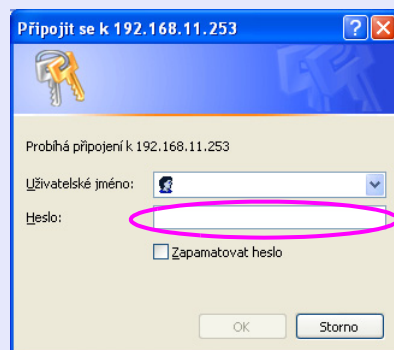 Připojit se k 192.168.11.253
Probíhá připojení k 192.168.11.253
Uživatelské jméno:
Heslo:
Zapamatovat heslo
OK
Storno